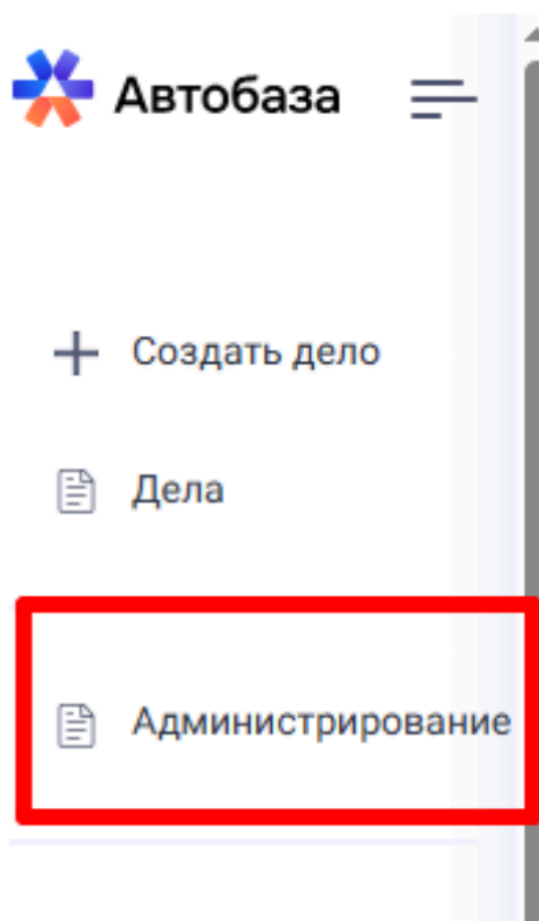 Автобаза
Создать дело
Дела
Администрирование